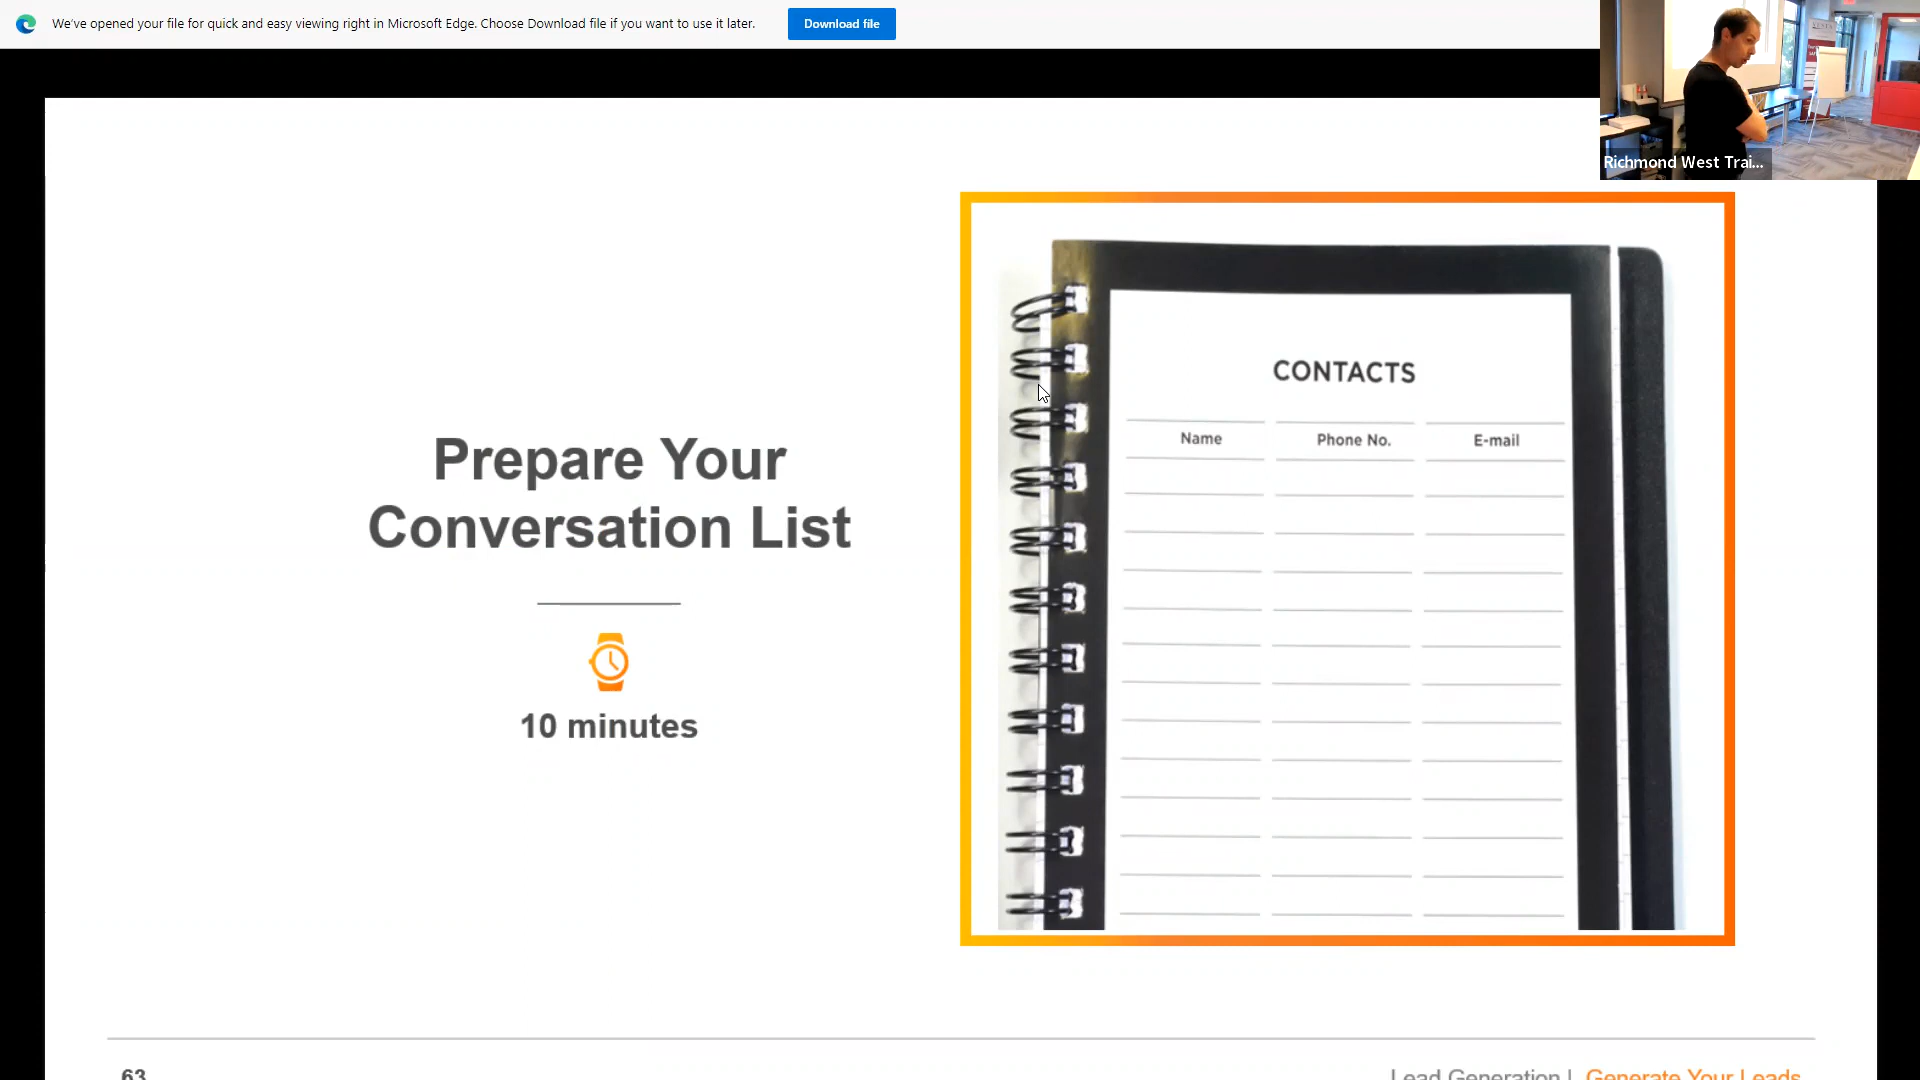 We've opened your file for quick and easy viewing right in Microsoft Edge. Choose Download file if you want to use it later.
Download file
Richmond West Trai...
Prepare Your
Conversation List
10 minutes
CONTACTS
Name Phone No. E-mail
63
Lead Generation | Generate Your Leads